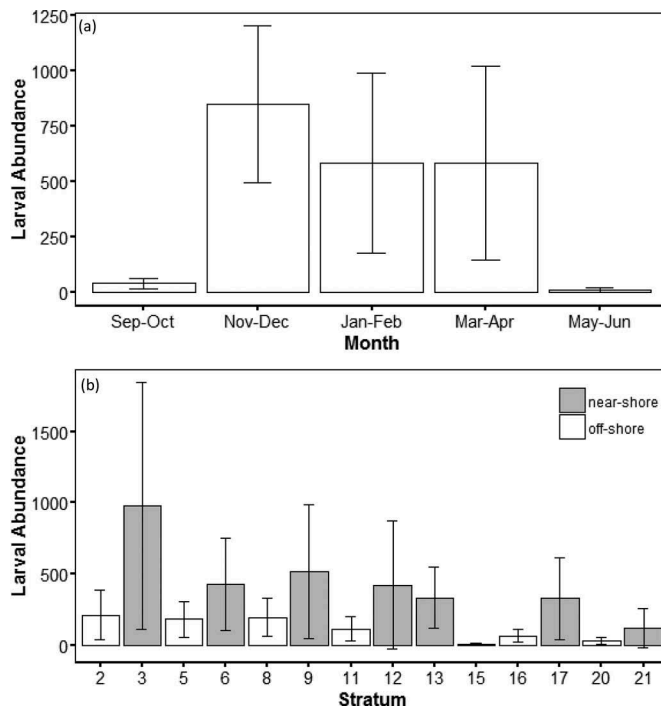 (a)
1250
1000
750
500
250
0
Larval Abundance
Sep-Oct Nov-Dec Jan-Feb Mar-Apr May-Jun
Month
(b)
near-shore
off-shore
1500
1000
500
0
Larval Abundance
2 3 5 6 8 9 11 12 13 15 16 17 20 21
Stratum